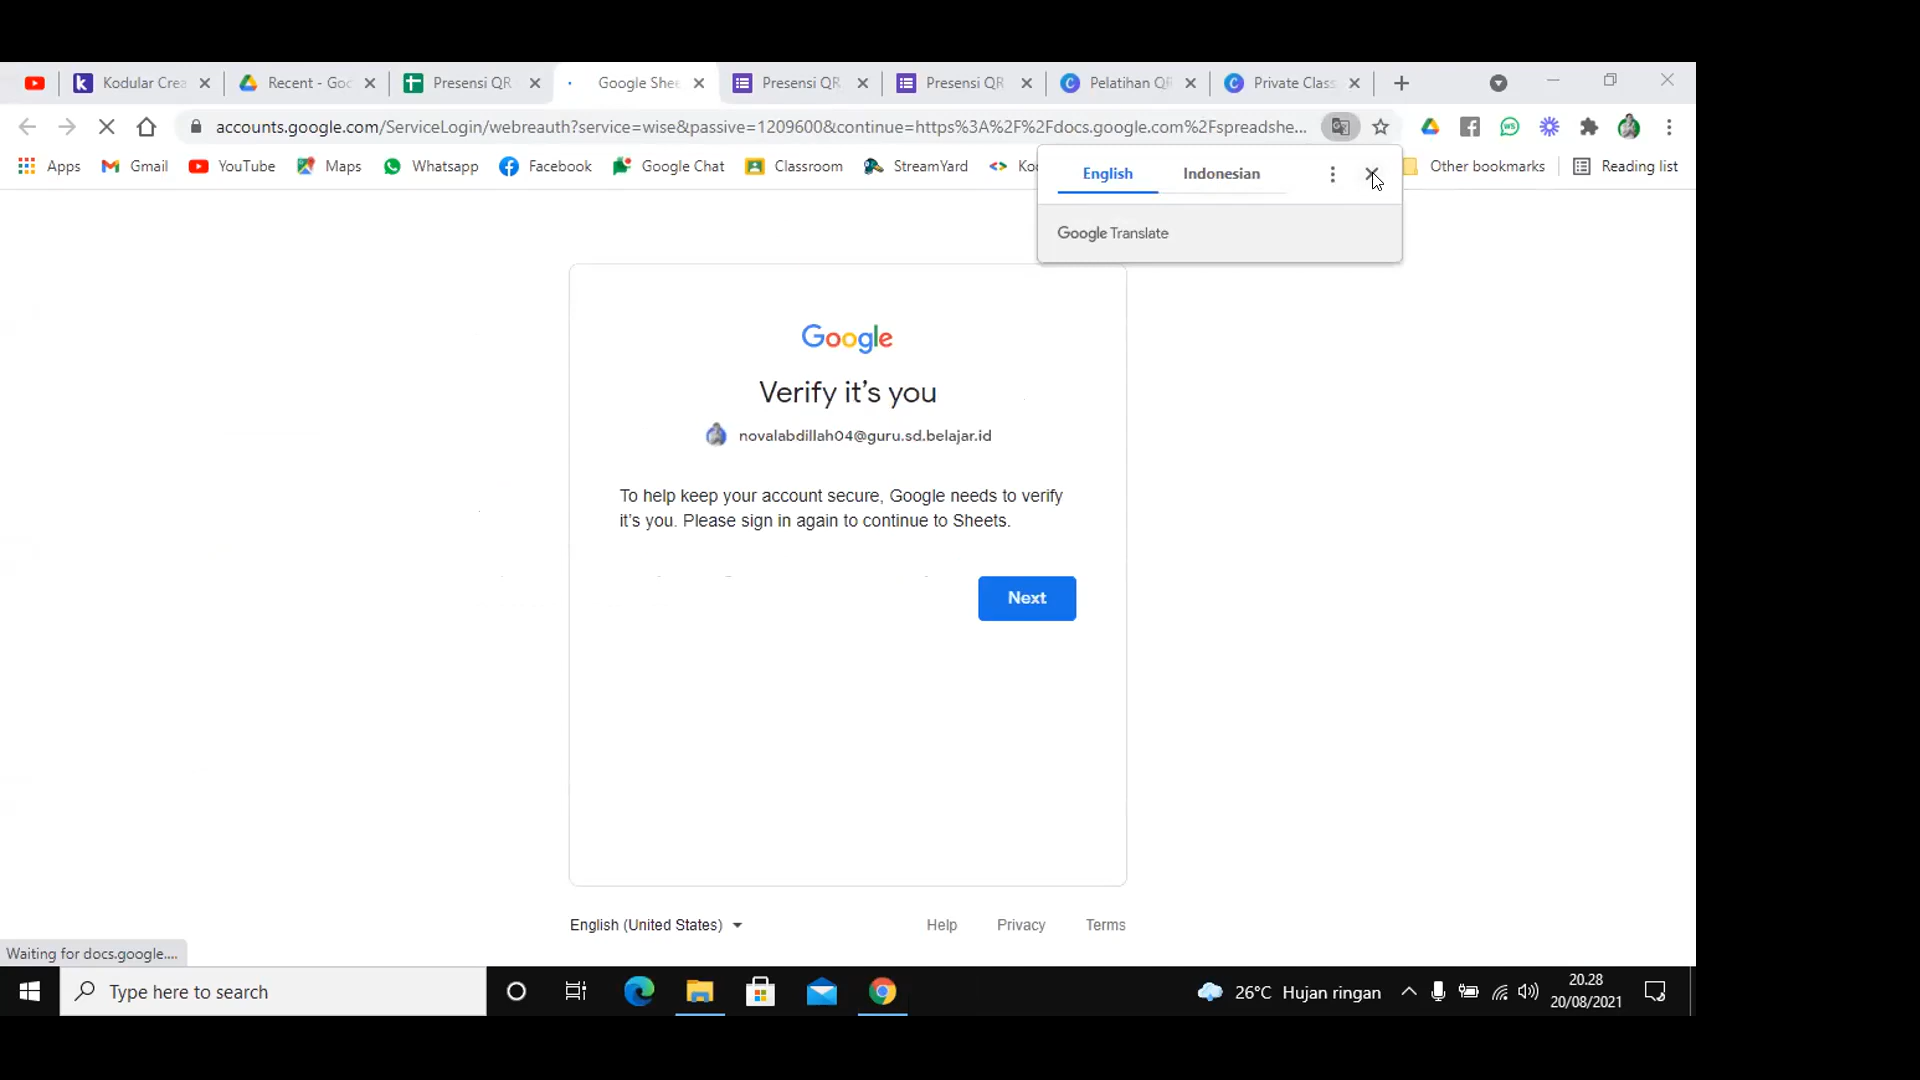 Kodular Crea
Recent - Goo
Presensi QR
Google Shee
Presensi QR
Presensi QR
Pelatihan QR
Private Class
accounts.google.com/ServiceLogin/webreauth?service=wise&passive=1209600&continue=https%3A%2F%2Fdocs.google.com%2Fspreadshe...
Apps
Gmail
YouTube
Maps
Whatsapp
Facebook
Google Chat
Classroom
StreamYard
Ko
Other bookmarks
Reading list
English
Indonesian
Google Translate
Google
Verify it's you
novalabdillah04@guru.sd.belajar.id
To help keep your account secure, Google needs to verify
it's you. Please sign in again to continue to Sheets.
Next
English (United States)
Help
Privacy
Terms
Waiting for docs.google....
Type here to search
26°C Hujan ringan
20.28
20/08/2021